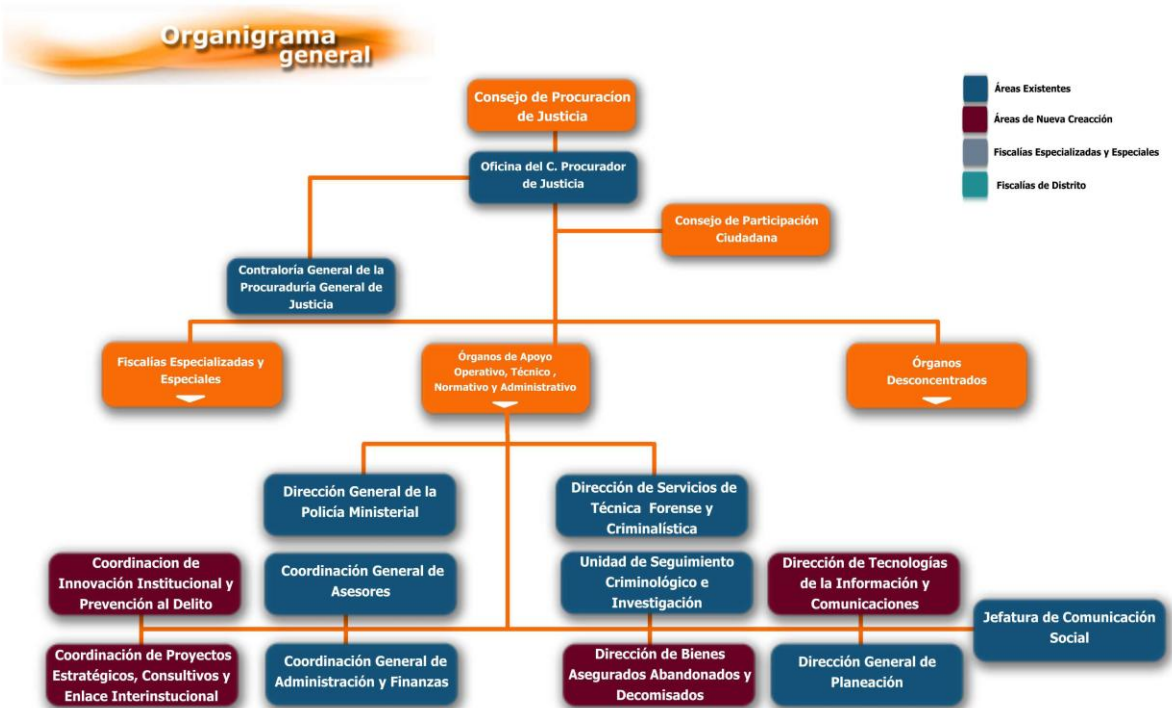 Organigrama
general
Consejo de Procuracíon
de Justicia
Áreas Existentes
Áreas de Nueva Creacción
Fiscalías Especializadas y Especiales
Fiscalías de Distrito
Oficina del C. Procurador
de Justicia
Consejo de Participación
Ciudadana
Contraloría General de la
Procuraduría General de
Justicia
Fiscalías Especializadas y
Especiales
Órganos de Apoyo
Operativo, Técnico ,
Normativo y Administrativo
Órganos
Desconcentrados
Dirección General de la
Policía Ministerial
Dirección de Servicios de
Técnica Forense y
Criminalística
Coordinacion de
Innovación Institucional y
Prevención al Delito
Coordinación General de
Asesores
Unidad de Seguimiento
Criminológico e
Investigación
Dirección de Tecnologías
de la Información y
Comunicaciones
Jefatura de Comunicación
Social
Coordinación de Proyectos
Estratégicos, Consultivos y
Enlace Interinstucional
Coordinación General de
Administración y Finanzas
Dirección de Bienes
Asegurados Abandonados y
Decomisados
Dirección General de
Planeación